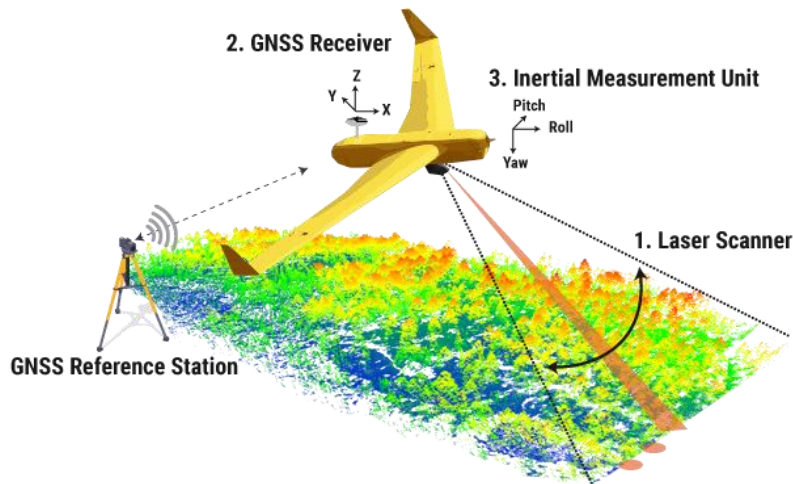 2. GNSS Receiver
Z
Y
X
3. Inertial Measurement Unit
Pitch
Roll
Yaw
1. Laser Scanner
GNSS Reference Station